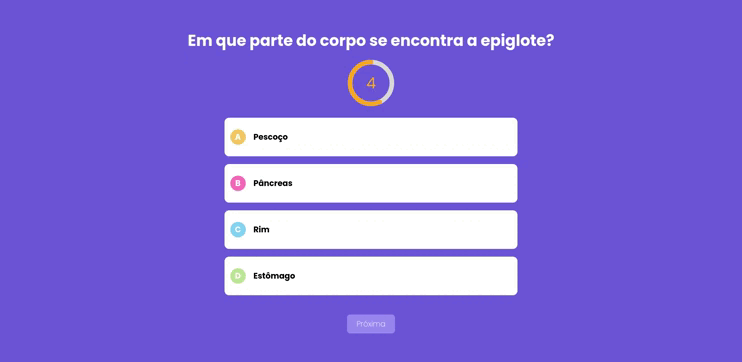 Em que parte do corpo se encontra a epiglote?
4
A Pescoço
B Pâncreas
C Rim
D Estômago
Próxima